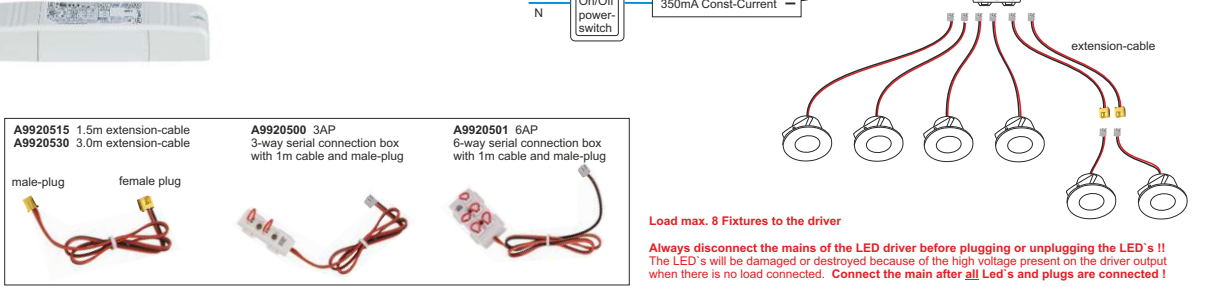 N
On/Off
power-
switch
350mA Const-Current
extension-cable
A9920515 1.5m extension-cable
A9920530 3.0m extension-cable
male-plug female plug
A9920500 3AP
3-way serial connection box
with 1m cable and male-plug
A9920501 6AP
6-way serial connection box
with 1m cable and male-plug
Load max. 8 Fixtures to the driver
Always disconnect the mains of the LED driver before plugging or unplugging the LED`s !!
The LED`s will be damaged or destroyed because of the high voltage present on the driver output
when there is no load connected. Connect the main after all Led`s and plugs are connected !